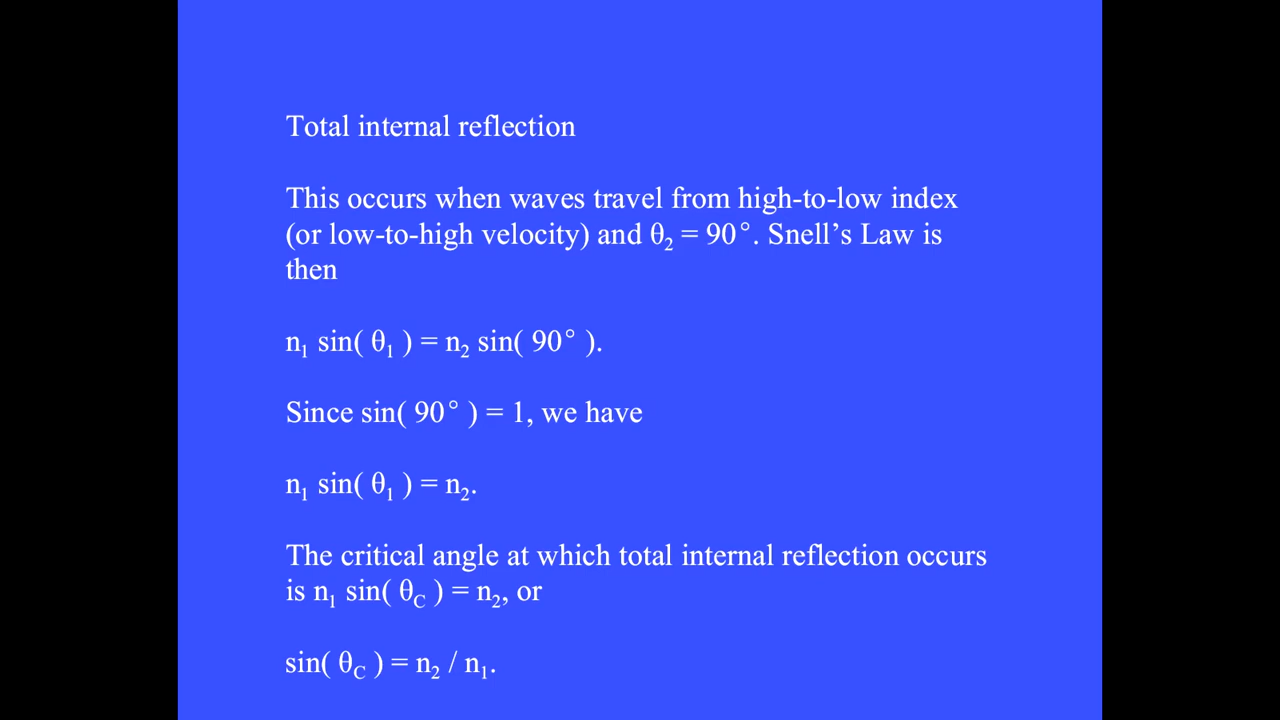 Total internal reflection
This occurs when waves travel from high-to-low index
(or low-to-high velocity) and θ₂ = 90°. Snell’s Law is
then
n₁ sin( θ₁ ) = n₂ sin( 90° ).
Since sin( 90° ) = 1, we have
n₁ sin( θ₁ ) = n₂.
The critical angle at which total internal reflection occurs
is n₁ sin( θ_C ) = n₂, or
sin( θ_C ) = n₂ / n₁.